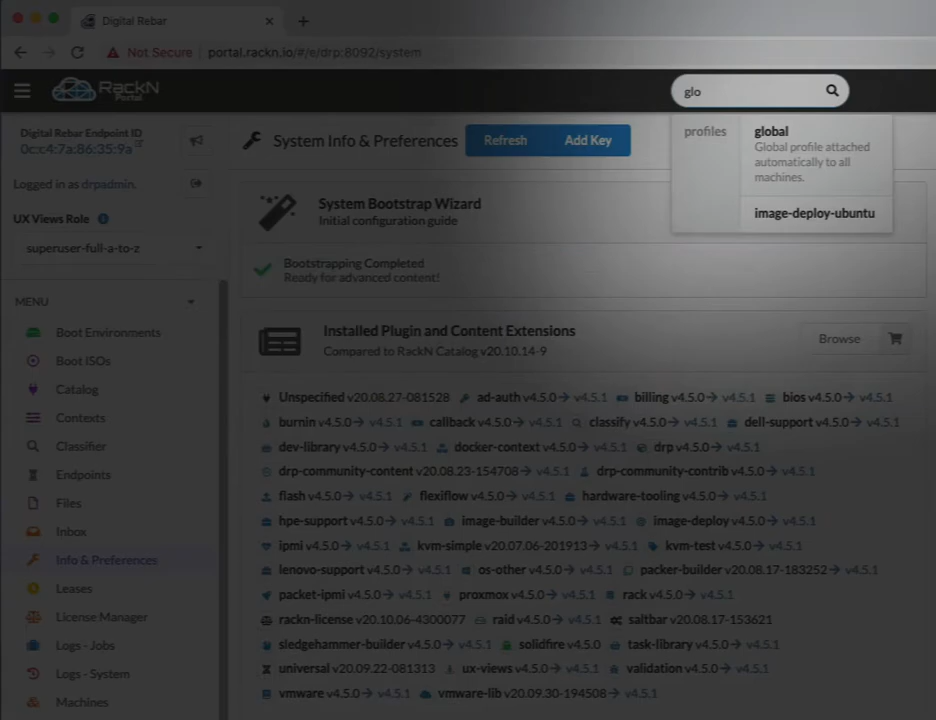 Digital Rebar
Not Secure portal.rackn.io/#/e/drp:8092/system
RackN
Portal
glo
Digital Rebar Endpoint ID
0c:c4:7a:86:35:9a
System Info & Preferences Refresh Add Key
profiles global
Global profile attached
automatically to all
machines.
image-deploy-ubuntu
Logged in as drpadmin.
UX Views Role
superuser-full-a-to-z
System Bootstrap Wizard
Initial configuration guide
Bootstrapping Completed
Ready for advanced content!
MENU
Boot Environments
Boot ISOs
Catalog
Contexts
Classifier
Endpoints
Files
Inbox
Info & Preferences
Leases
License Manager
Logs - Jobs
Logs - System
Machines
Installed Plugin and Content Extensions
Compared to RackN Catalog v20.10.14-9
Browse
Unspecified v20.08.27-081528 ad-auth v4.5.0→ v4.5.1 billing v4.5.0→ v4.5.1 bios v4.5.0→ v4.5.1
burnin v4.5.0→ v4.5.1 callback v4.5.0→ v4.5.1 classify v4.5.0→ v4.5.1 dell-support v4.5.0→ v4.5.1
dev-library v4.5.0→ v4.5.1 docker-context v4.5.0→ v4.5.1 drp v4.5.0→ v4.5.1
drp-community-content v20.08.23-154708→ v4.5.1 drp-community-contrib v4.5.0→ v4.5.1
flash v4.5.0→ v4.5.1 flexiflow v4.5.0→ v4.5.1 hardware-tooling v4.5.0→ v4.5.1
hpe-support v4.5.0→ v4.5.1 image-builder v4.5.0→ v4.5.1 image-deploy v4.5.0→ v4.5.1
ipmi v4.5.0→ v4.5.1 kvm-simple v20.07.06-201913→ v4.5.1 kvm-test v4.5.0→ v4.5.1
lenovo-support v4.5.0→ v4.5.1 os-other v4.5.0→ v4.5.1 packer-builder v20.08.17-183252→ v4.5.1
packet-ipmi v4.5.0→ v4.5.1 proxmox v4.5.0→ v4.5.1 rack v4.5.0→ v4.5.1
rackn-license v20.10.06-4300077 raid v4.5.0→ v4.5.1 saltbar v20.08.17-153621
sledgehammer-builder v4.5.0→ v4.5.1 solidfire v4.5.0 task-library v4.5.0→ v4.5.1
universal v20.09.22-081313 ux-views v4.5.0→ v4.5.1 validation v4.5.0→ v4.5.1
vmware v4.5.0→ v4.5.1 vmware-lib v20.09.30-194508→ v4.5.1